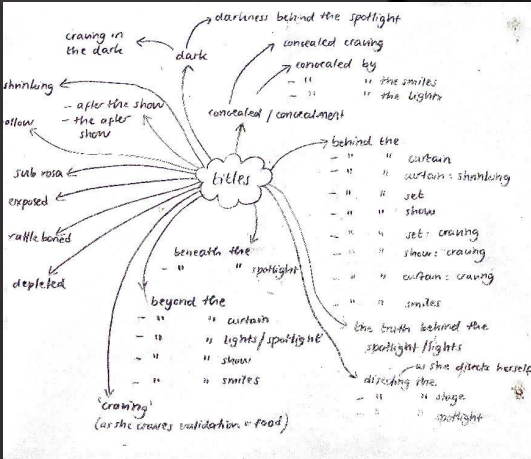 darkness behind the spotlight
craving in
the dark
dark
concealed craving
concealed by
- " " the smiles
- " " the lights
concealed / concealment
shrinking
- after the show
- the after
show
ollow
sub rosa
exposed
rattle boned
depleted
titles
behind the
- " " curtain
- " " curtain: shrinking
- " " set
- " " show
- " " set: craving
- " " show: craving
- " " curtain: craving
- " " smiles
beneath the
- " " spotlight
beyond the
- " " curtain
- " " lights/spotlight
- " " show
- " " smiles
the truth behind the
spotlight/lights
as she directs herself
directing the
- " " stage
- " " spotlight
'craving'
(as she craves validation + food)